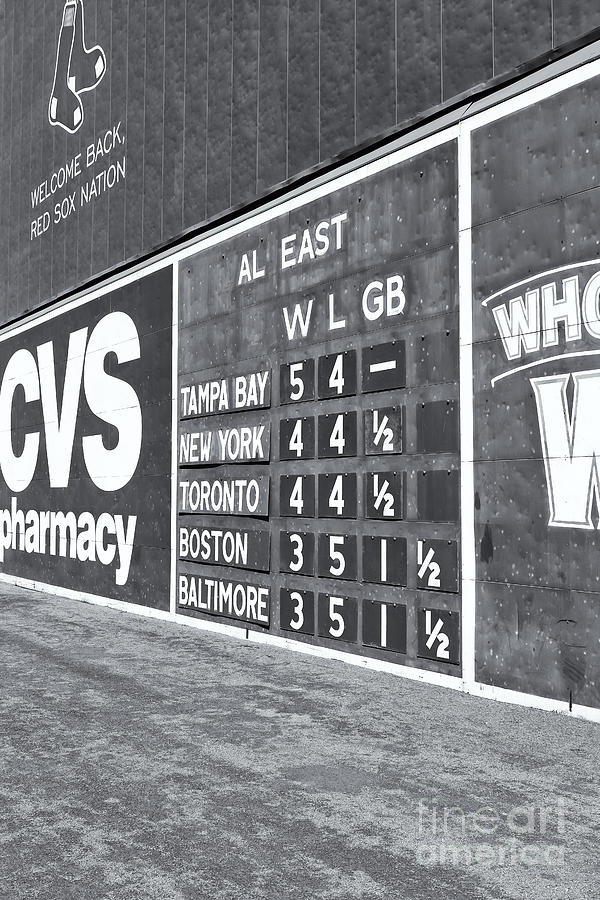 WELCOME BACK,
RED SOX NATION
AL EAST
W L GB
TAMPA BAY 5 4 –
NEW YORK 4 4 ½
TORONTO 4 4 ½
BOSTON 3 5 1 ½
BALTIMORE 3 5 1 ½
CVS
pharmacy
WHO
W
fineart
america